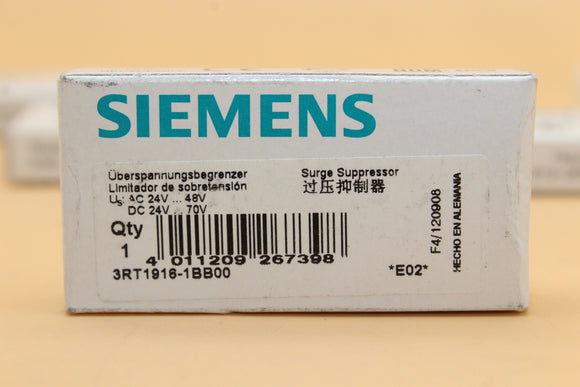 SIEMENS
Überspannungsbegrenzer
Surge Suppressor
Limitador de sobretensión
过压抑制器
Us: AC 24V ... 48V
DC 24V ... 70V
Qty
1
4 011209 267398
3RT1916-1BB00
*E02*
F4/120908
HECHO EN ALEMANIA